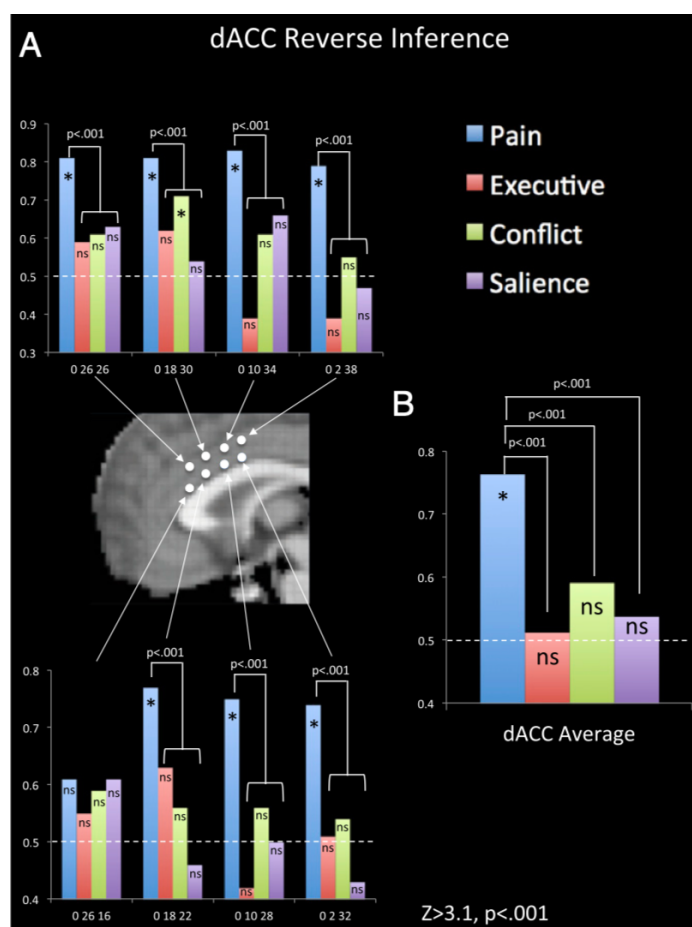 A
dACC Reverse Inference
0.9
0.8
0.7
0.6
0.5
0.4
0.3
p<.001
p<.001
p<.001
p<.001
*
ns
ns
ns
*
ns
*
ns
*
ns
ns
ns
*
ns
ns
ns
0 26 26
0 18 30
0 10 34
0 2 38
Pain
Executive
Conflict
Salience
B
p<.001
p<.001
p<.001
0.8
0.7
0.6
0.5
0.4
*
ns
ns
ns
dACC Average
0.8
0.7
0.6
0.5
0.4
p<.001
p<.001
p<.001
ns
ns
ns
ns
*
ns
ns
ns
*
ns
ns
ns
*
ns
ns
ns
0 26 16
0 18 22
0 10 28
0 2 32
Z>3.1, p<.001